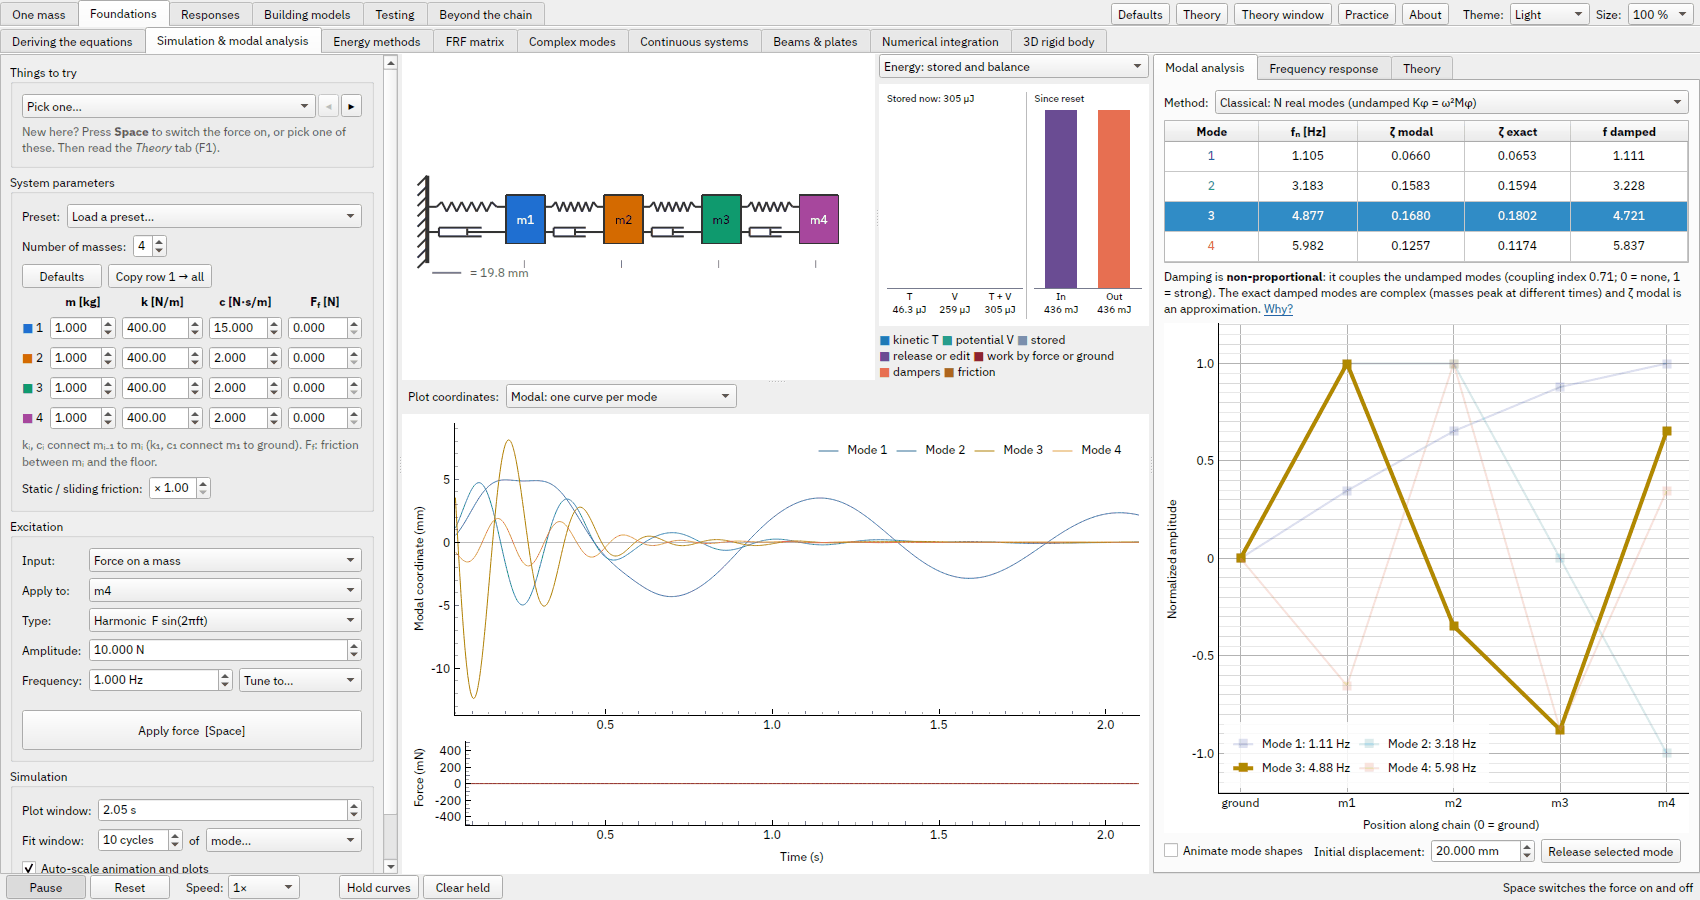 One mass
Foundations
Responses
Building models
Testing
Beyond the chain
Defaults
Theory
Theory window
Practice
About
Theme: Light
Size: 100 %
Deriving the equations
Simulation & modal analysis
Energy methods
FRF matrix
Complex modes
Continuous systems
Beams & plates
Numerical integration
3D rigid body
Things to try
Pick one...
New here? Press Space to switch the force on, or pick one of
these. Then read the Theory tab (F1).
System parameters
Preset: Load a preset...
Number of masses: 4
Defaults
Copy row 1 → all
m [kg] k [N/m] c [N·s/m] Ff [N]
1 1.000 400.00 15.000 0.000
2 1.000 400.00 2.000 0.000
3 1.000 400.00 2.000 0.000
4 1.000 400.00 2.000 0.000
kᵢ, cᵢ connect mᵢ₋₁ to mᵢ (k₁, c₁ connect m₁ to ground). Ff: friction
between mᵢ and the floor.
Static / sliding friction: × 1.00
Excitation
Input: Force on a mass
Apply to: m4
Type: Harmonic F sin(2πft)
Amplitude: 10.000 N
Frequency: 1.000 Hz Tune to...
Apply force [Space]
Simulation
Plot window: 2.05 s
Fit window: 10 cycles of mode...
Auto-scale animation and plots
Pause
Reset
Speed: 1×
Hold curves
Clear held
Space switches the force on and off
m1 m2 m3 m4
= 19.8 mm
Energy: stored and balance
Stored now: 305 µJ
Since reset
T V T + V In Out
46.3 µJ 259 µJ 305 µJ 436 mJ 436 mJ
kinetic T potential V stored
release or edit work by force or ground
dampers friction
Plot coordinates: Modal: one curve per mode
Mode 1 Mode 2 Mode 3 Mode 4
Modal coordinate (mm)
5
0
-5
-10
0.5 1.0 1.5 2.0
Force (mN)
400
200
0
-200
-400
0.5 1.0 1.5 2.0
Time (s)
Modal analysis
Frequency response
Theory
Method: Classical: N real modes (undamped Kφ = ω²Mφ)
Mode fₙ [Hz] ζ modal ζ exact f damped
1 1.105 0.0660 0.0653 1.111
2 3.183 0.1583 0.1594 3.228
3 4.877 0.1680 0.1802 4.721
4 5.982 0.1257 0.1174 5.837
Damping is non-proportional: it couples the undamped modes (coupling index 0.71; 0 = none, 1
= strong). The exact damped modes are complex (masses peak at different times) and ζ modal is
an approximation. Why?
Normalized amplitude
1.0
0.5
0
-0.5
-1.0
Mode 1: 1.11 Hz Mode 2: 3.18 Hz
Mode 3: 4.88 Hz Mode 4: 5.98 Hz
ground m1 m2 m3 m4
Position along chain (0 = ground)
Animate mode shapes
Initial displacement: 20.000 mm
Release selected mode